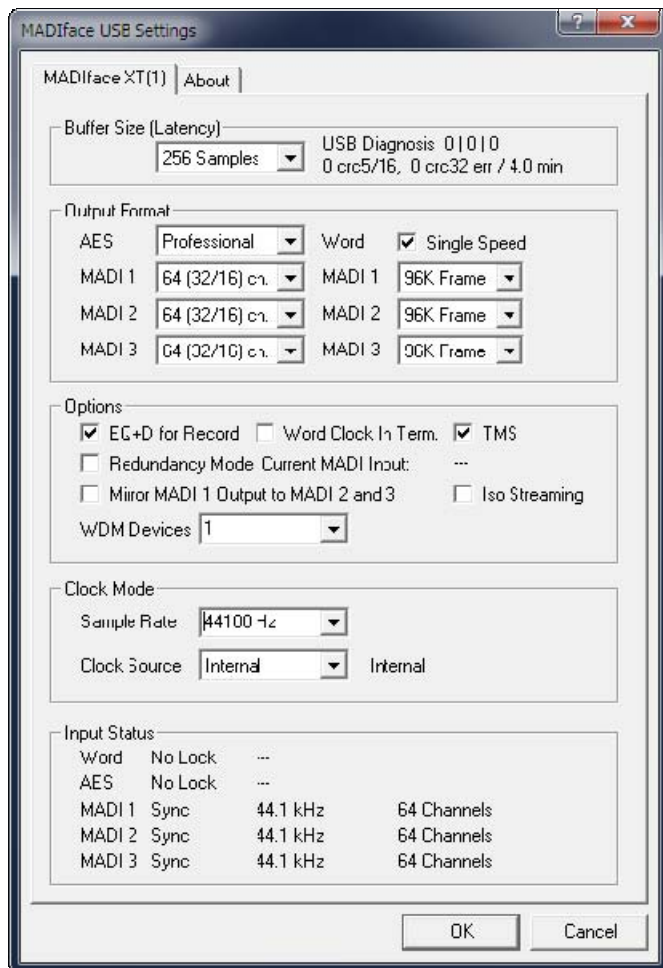 MADIface USB Settings
MADIface XT(1) About
Buffer Size (Latency)
256 Samples USB Diagnosis 0 | 0 | 0
0 crc5/16, 0 crc32 err / 4.0 min
Output Format
AES Professional Word Single Speed
MADI 1 64 (32/16) ch. MADI 1 96K Frame
MADI 2 64 (32/16) ch. MADI 2 96K Frame
MADI 3 64 (32/16) ch. MADI 3 96K Frame
Options
EQ+D for Record Word Clock In Term. TMS
Redundancy Mode Current MADI Input: ---
Mirror MADI 1 Output to MADI 2 and 3 Iso Streaming
WDM Devices 1
Clock Mode
Sample Rate 44100 Hz
Clock Source Internal Internal
Input Status
Word No Lock ---
AES No Lock ---
MADI 1 Sync 44.1 kHz 64 Channels
MADI 2 Sync 44.1 kHz 64 Channels
MADI 3 Sync 44.1 kHz 64 Channels
OK Cancel